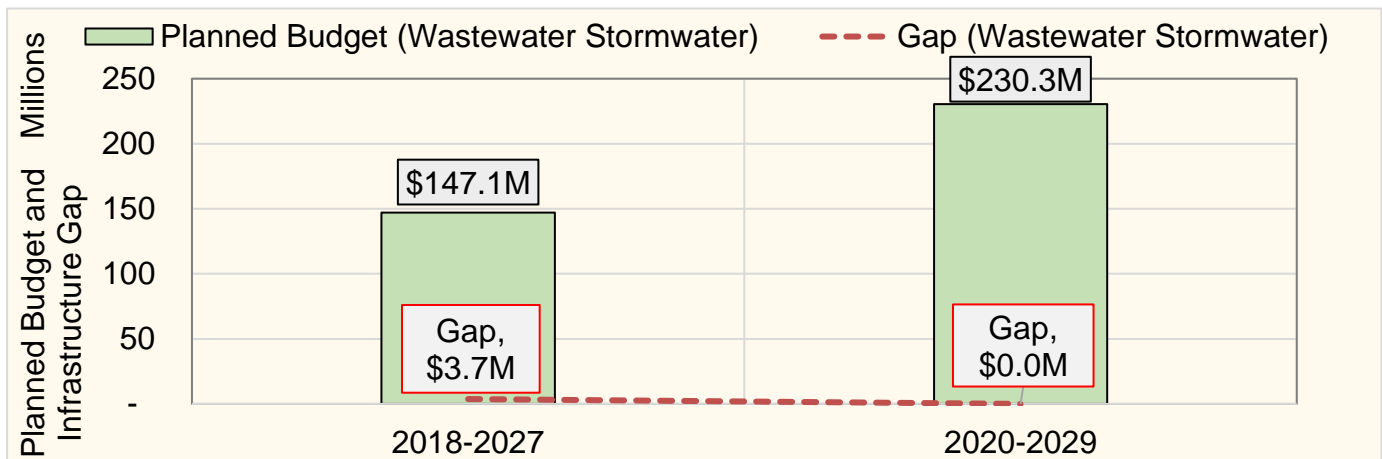 Planned Budget (Wastewater Stormwater)
Gap (Wastewater Stormwater)
Planned Budget and
Infrastructure Gap
Millions
250
200
150
100
50
-
$147.1M
$230.3M
Gap,
$3.7M
Gap,
$0.0M
2018-2027
2020-2029